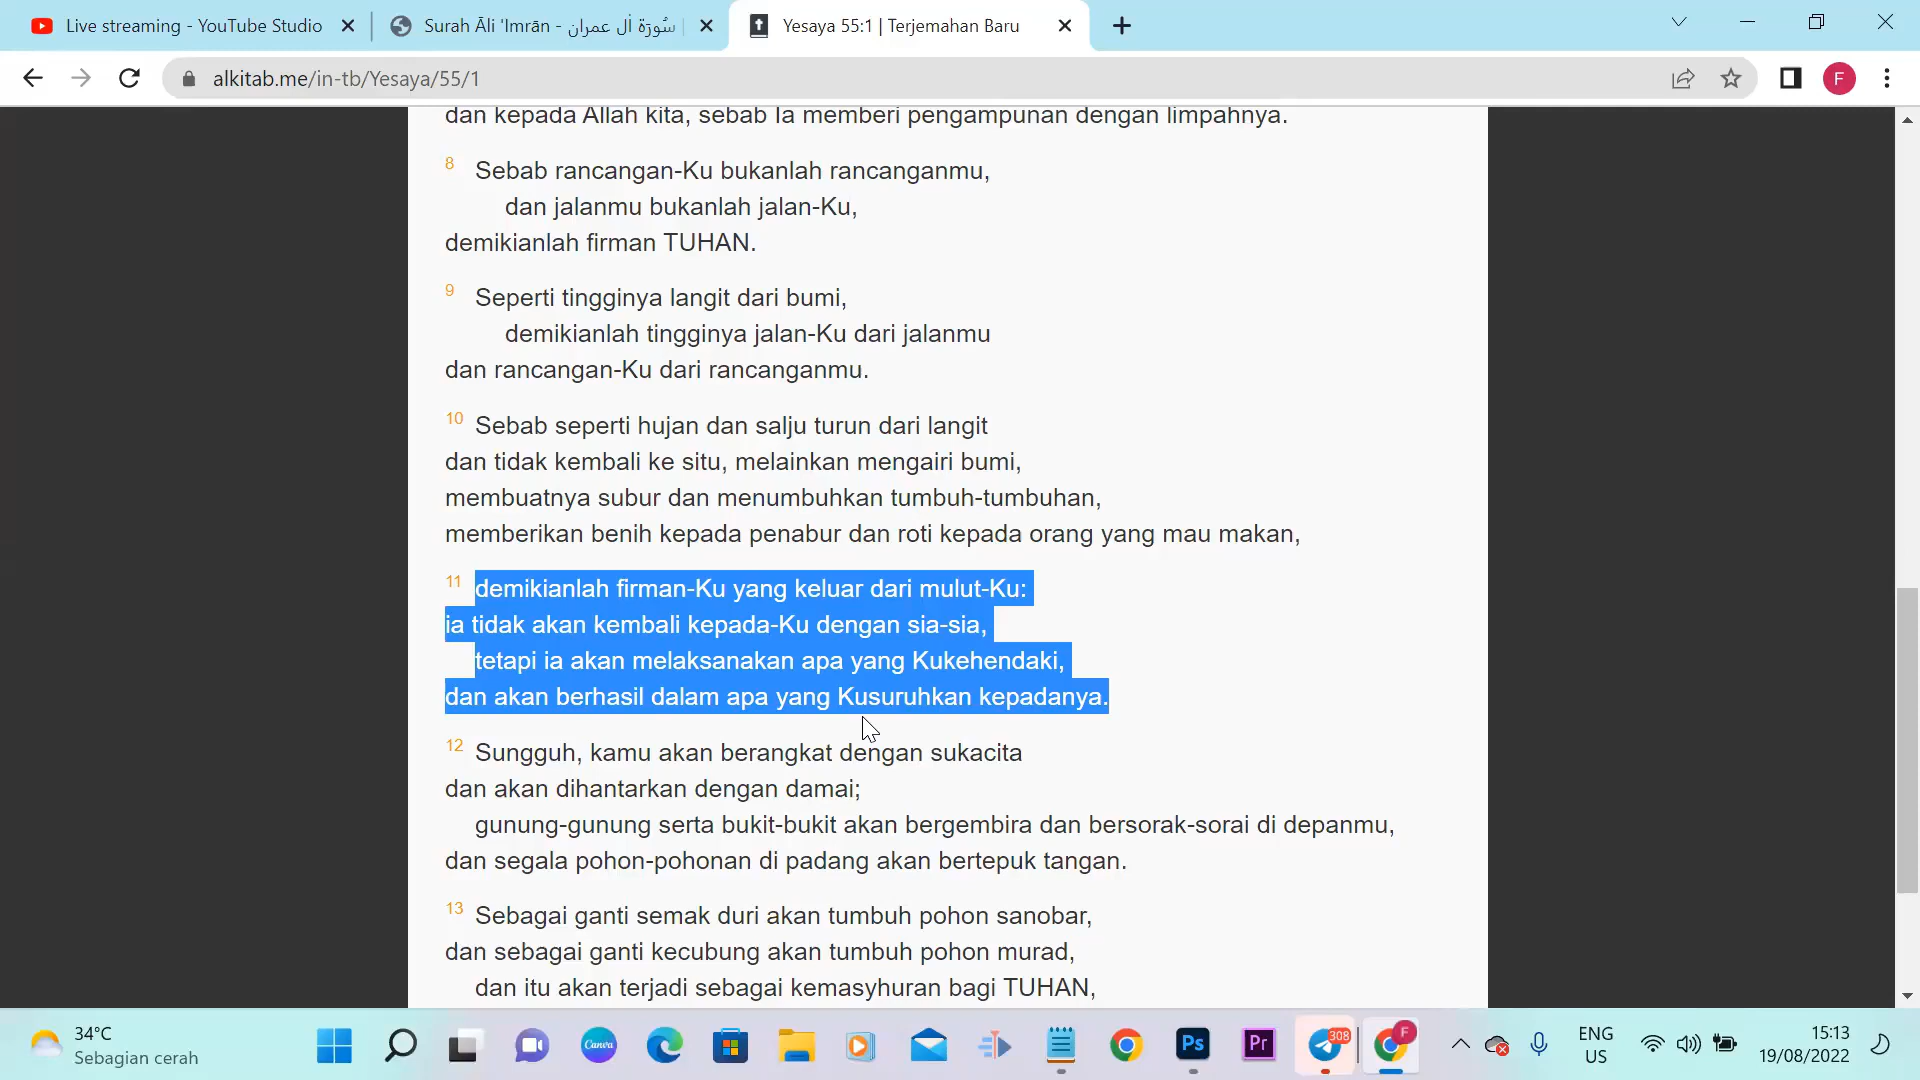 Live streaming - YouTube Studio
Surah Āli 'Imrān - سُورَة اٰل عمران
Yesaya 55:1 | Terjemahan Baru
alkitab.me/in-tb/Yesaya/55/1
F
dan kepada Allah kita, sebab Ia memberi pengampunan dengan limpahnya.
8 Sebab rancangan-Ku bukanlah rancanganmu,
dan jalanmu bukanlah jalan-Ku,
demikianlah firman TUHAN.
9 Seperti tingginya langit dari bumi,
demikianlah tingginya jalan-Ku dari jalanmu
dan rancangan-Ku dari rancanganmu.
10 Sebab seperti hujan dan salju turun dari langit
dan tidak kembali ke situ, melainkan mengairi bumi,
membuatnya subur dan menumbuhkan tumbuh-tumbuhan,
memberikan benih kepada penabur dan roti kepada orang yang mau makan,
11 demikianlah firman-Ku yang keluar dari mulut-Ku:
ia tidak akan kembali kepada-Ku dengan sia-sia,
tetapi ia akan melaksanakan apa yang Kukehendaki,
dan akan berhasil dalam apa yang Kusuruhkan kepadanya.
12 Sungguh, kamu akan berangkat dengan sukacita
dan akan dihantarkan dengan damai;
gunung-gunung serta bukit-bukit akan bergembira dan bersorak-sorai di depanmu,
dan segala pohon-pohonan di padang akan bertepuk tangan.
13 Sebagai ganti semak duri akan tumbuh pohon sanobar,
dan sebagai ganti kecubung akan tumbuh pohon murad,
dan itu akan terjadi sebagai kemasyhuran bagi TUHAN,
34°C
Sebagian cerah
Canva
Ps
Pr
308
F
ENG
US
15:13
19/08/2022